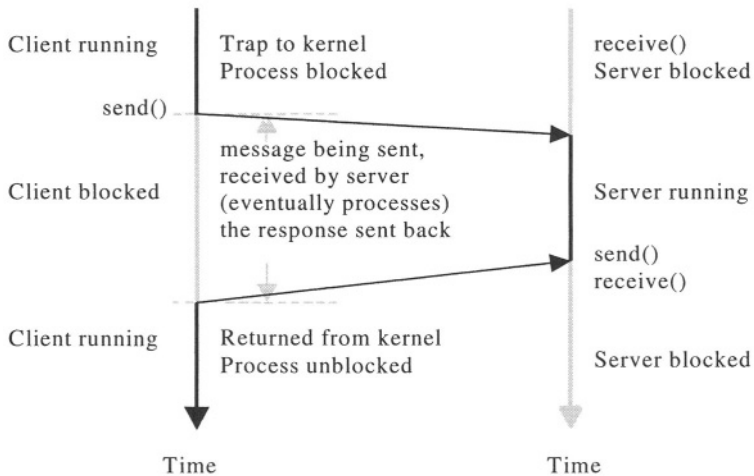 Client running
Trap to kernel
Process blocked
receive()
Server blocked
send()
message being sent,
received by server
(eventually processes)
the response sent back
Client blocked
Server running
send()
receive()
Client running
Returned from kernel
Process unblocked
Server blocked
Time
Time